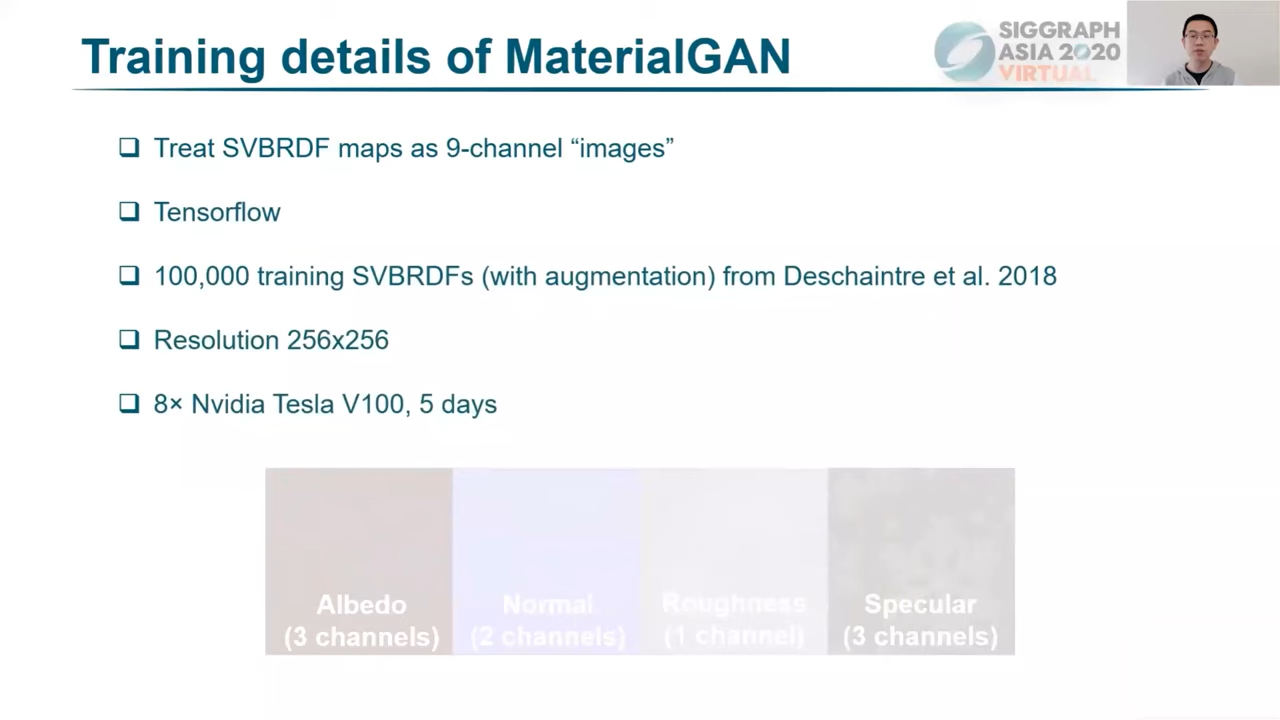 Training details of MaterialGAN
SIGGRAPH
ASIA 2020
VIRTUAL
❑ Treat SVBRDF maps as 9-channel “images”
❑ Tensorflow
❑ 100,000 training SVBRDFs (with augmentation) from Deschaintre et al. 2018
❑ Resolution 256x256
❑ 8× Nvidia Tesla V100, 5 days
Albedo
(3 channels)
Normal
(2 channels)
Roughness
(1 channel)
Specular
(3 channels)